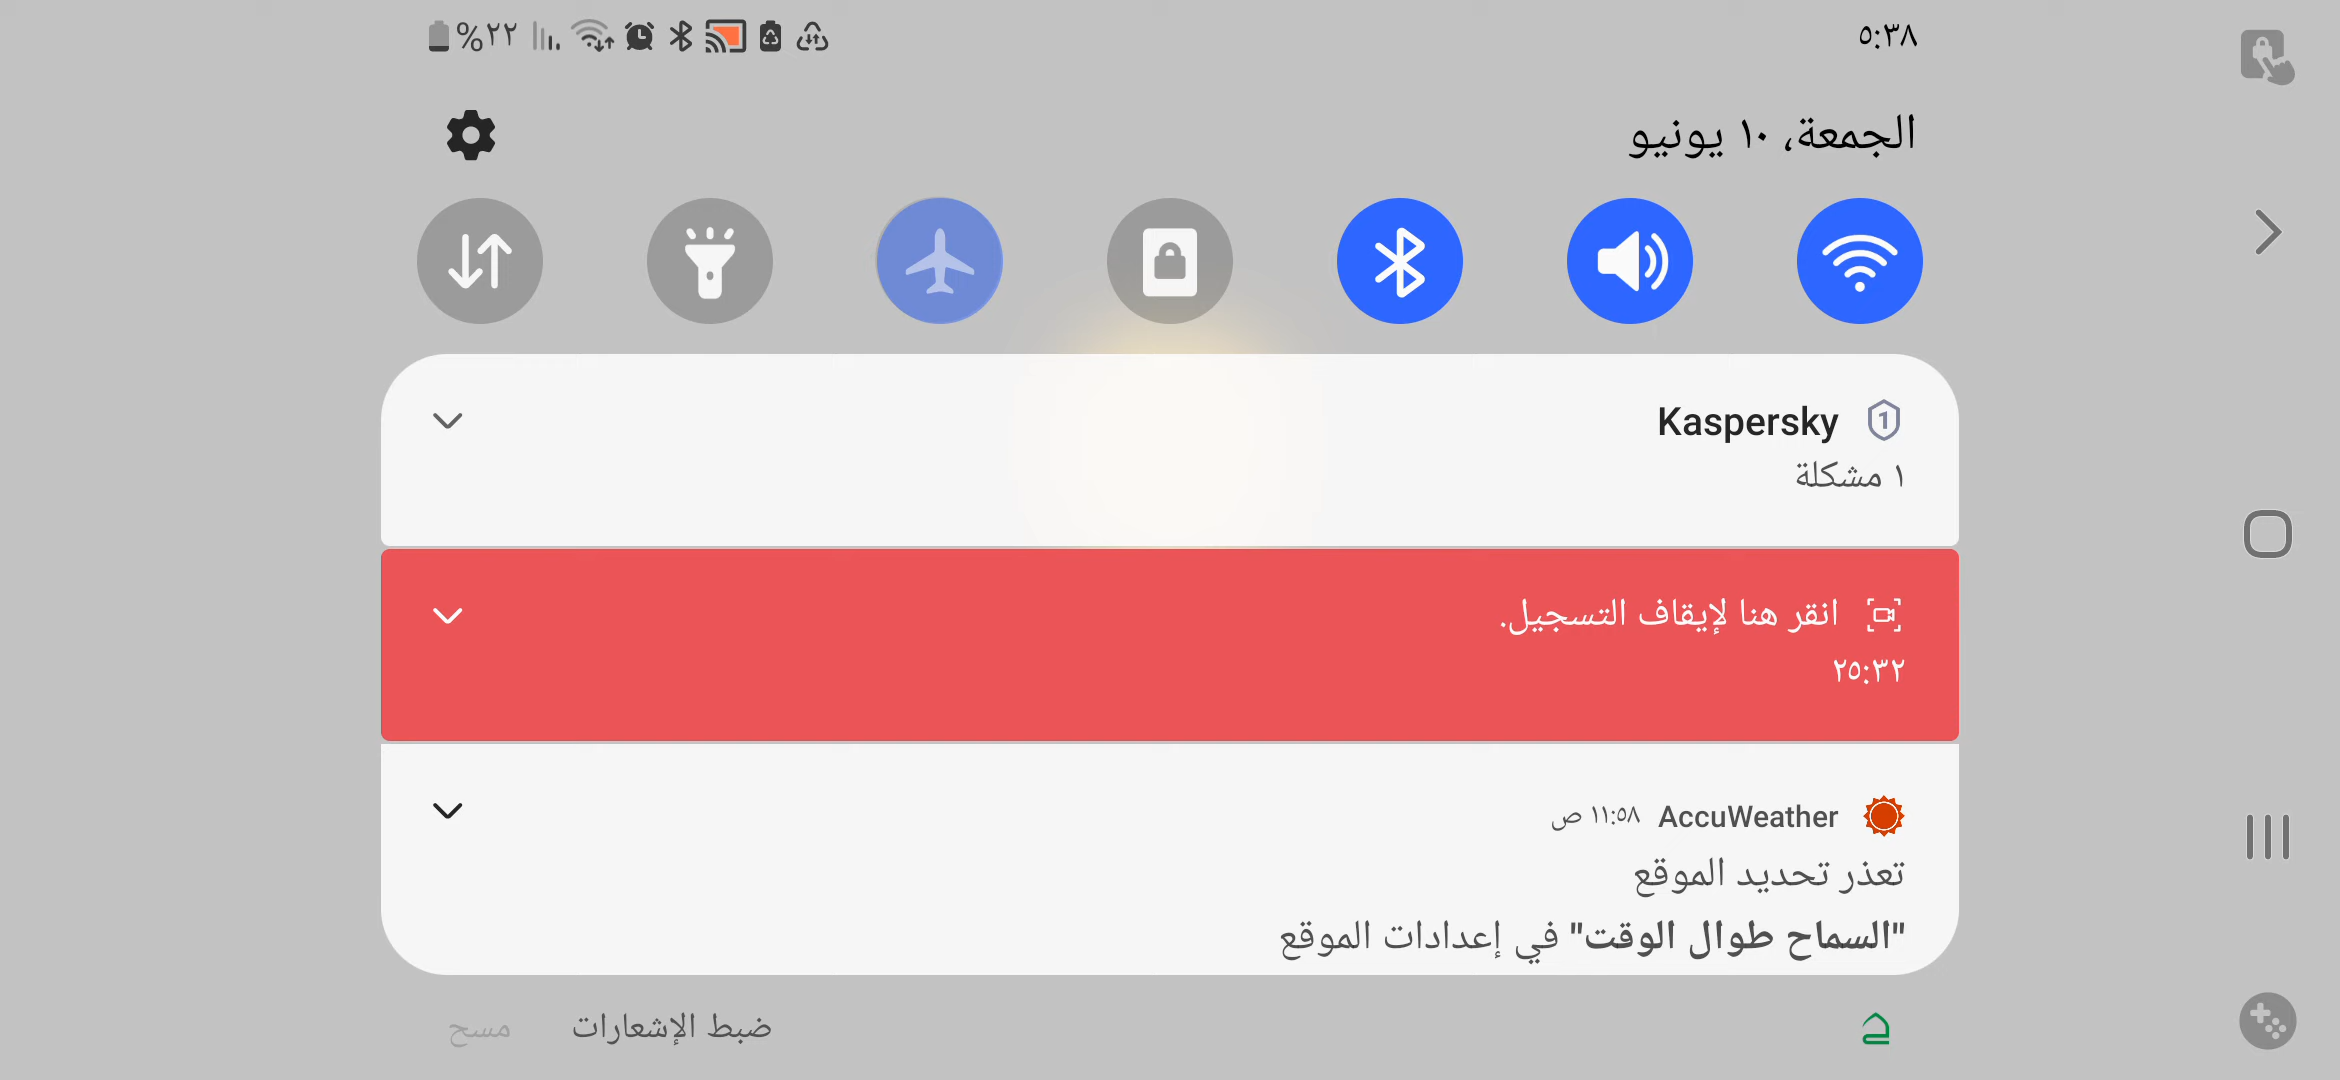 ٥:٣٨
%٢٢
الجمعة، ١٠ يونيو
Kaspersky
١ مشكلة
انقر هنا لإيقاف التسجيل.
٢٥:٣٢
AccuWeather ١١:٥٨ ص
تعذر تحديد الموقع
"السماح طوال الوقت" في إعدادات الموقع
ضبط الإشعارات
مسح